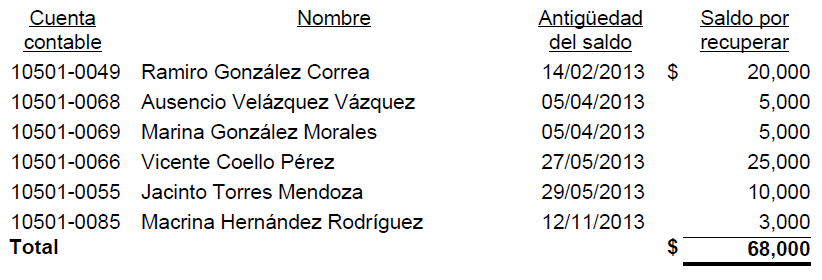 Cuenta contable Nombre Antigüedad del saldo Saldo por recuperar
10501-0049 Ramiro González Correa 14/02/2013 $ 20,000
10501-0068 Ausencio Velázquez Vázquez 05/04/2013 5,000
10501-0069 Marina González Morales 05/04/2013 5,000
10501-0066 Vicente Coello Pérez 27/05/2013 25,000
10501-0055 Jacinto Torres Mendoza 29/05/2013 10,000
10501-0085 Macrina Hernández Rodríguez 12/11/2013 3,000
Total $ 68,000